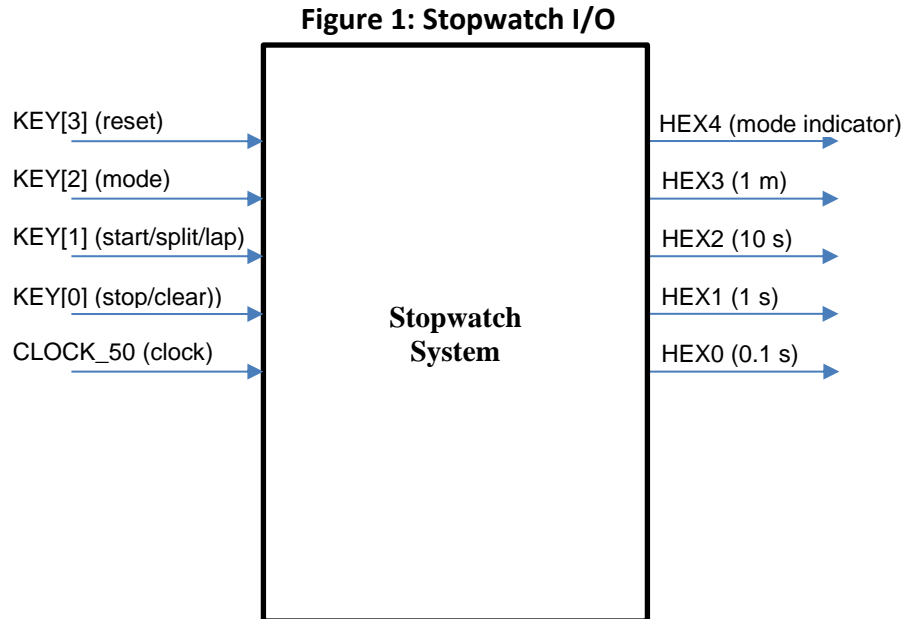 Figure 1: Stopwatch I/O
KEY[3] (reset)
KEY[2] (mode)
KEY[1] (start/split/lap)
KEY[0] (stop/clear))
CLOCK_50 (clock)
Stopwatch
System
HEX4 (mode indicator)
HEX3 (1 m)
HEX2 (10 s)
HEX1 (1 s)
HEX0 (0.1 s)